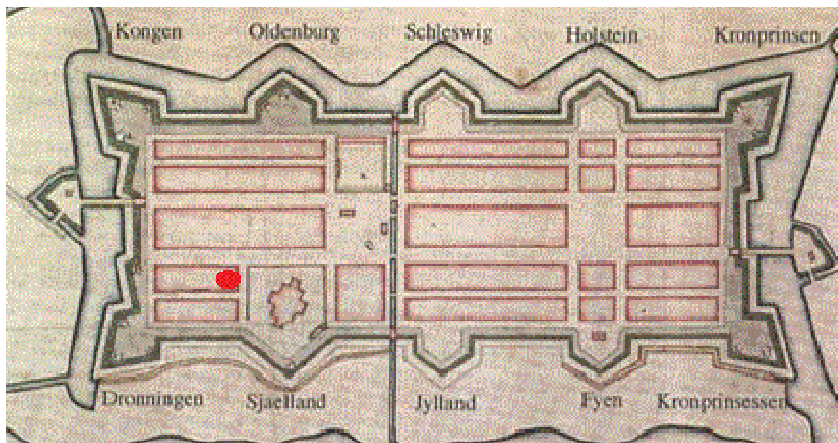 Kongen Oldenburg Schleswig Holstein Kronprinsen
Dronningen Sjaelland Jylland Fyen Kronprinsessen